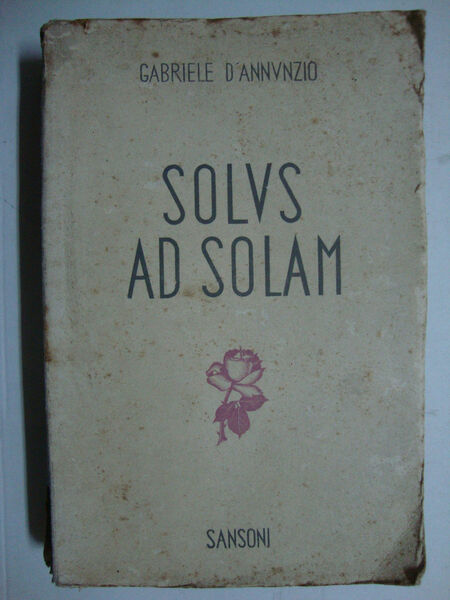 GABRIELE D'ANNVNZIO
SOLVS
AD SOLAM
SANSONI